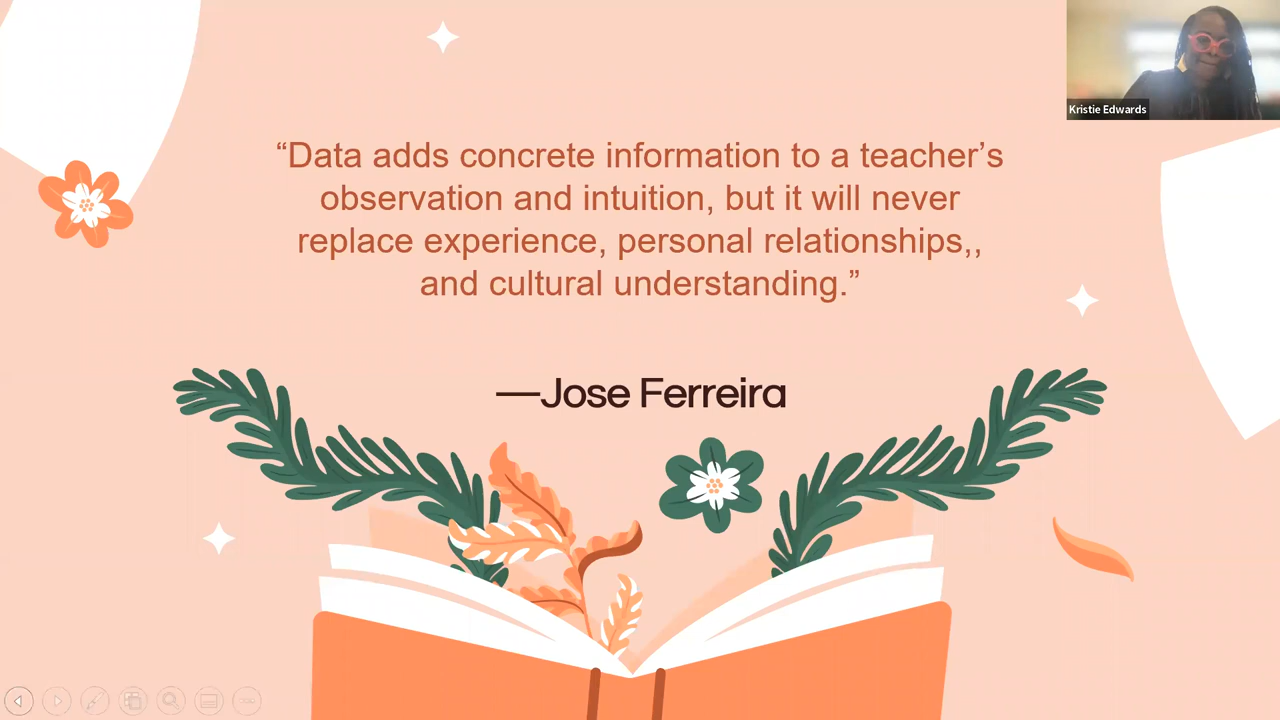 Kristie Edwards
“Data adds concrete information to a teacher’s
observation and intuition, but it will never
replace experience, personal relationships,,
and cultural understanding.”
—Jose Ferreira